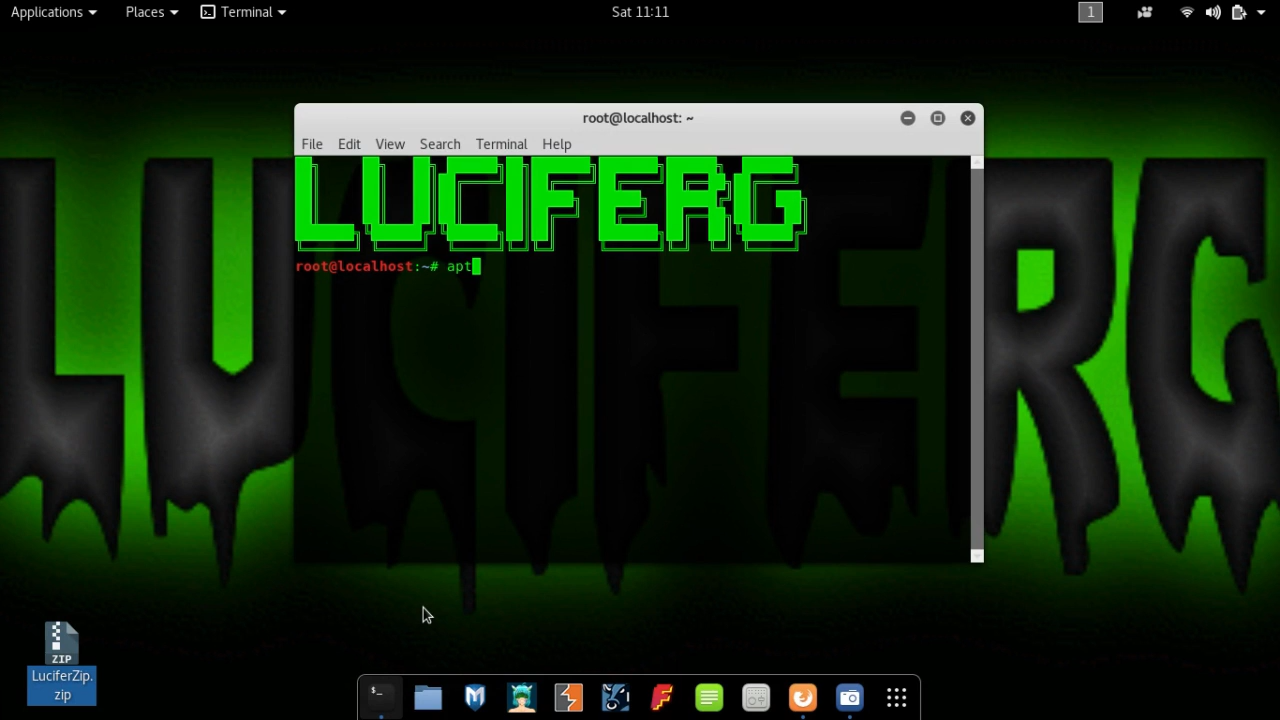 Applications Places Terminal Sat 11:11 1
root@localhost: ~
File Edit View Search Terminal Help
LUCIFERG
root@localhost:~# apt
LUCIFERG
ZIP
LuciferZip.
zip